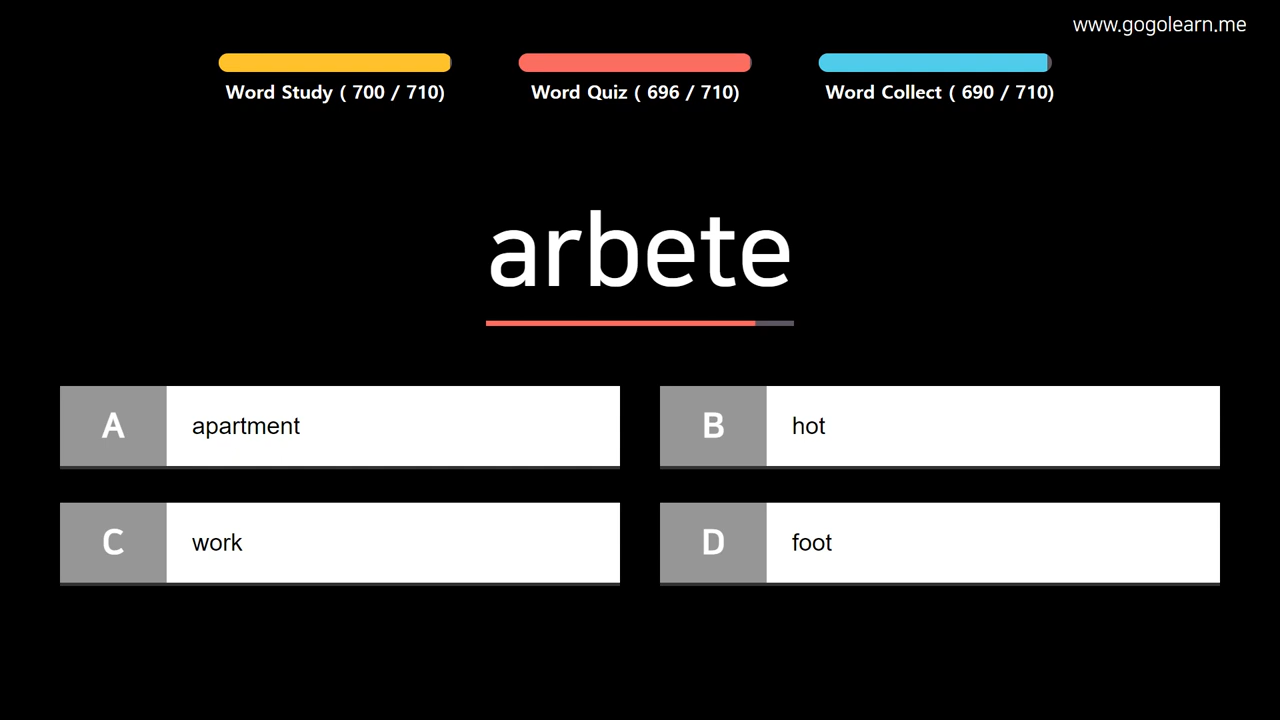 www.gogolearn.me
Word Study ( 700 / 710)
Word Quiz ( 696 / 710)
Word Collect ( 690 / 710)
arbete
A apartment
B hot
C work
D foot